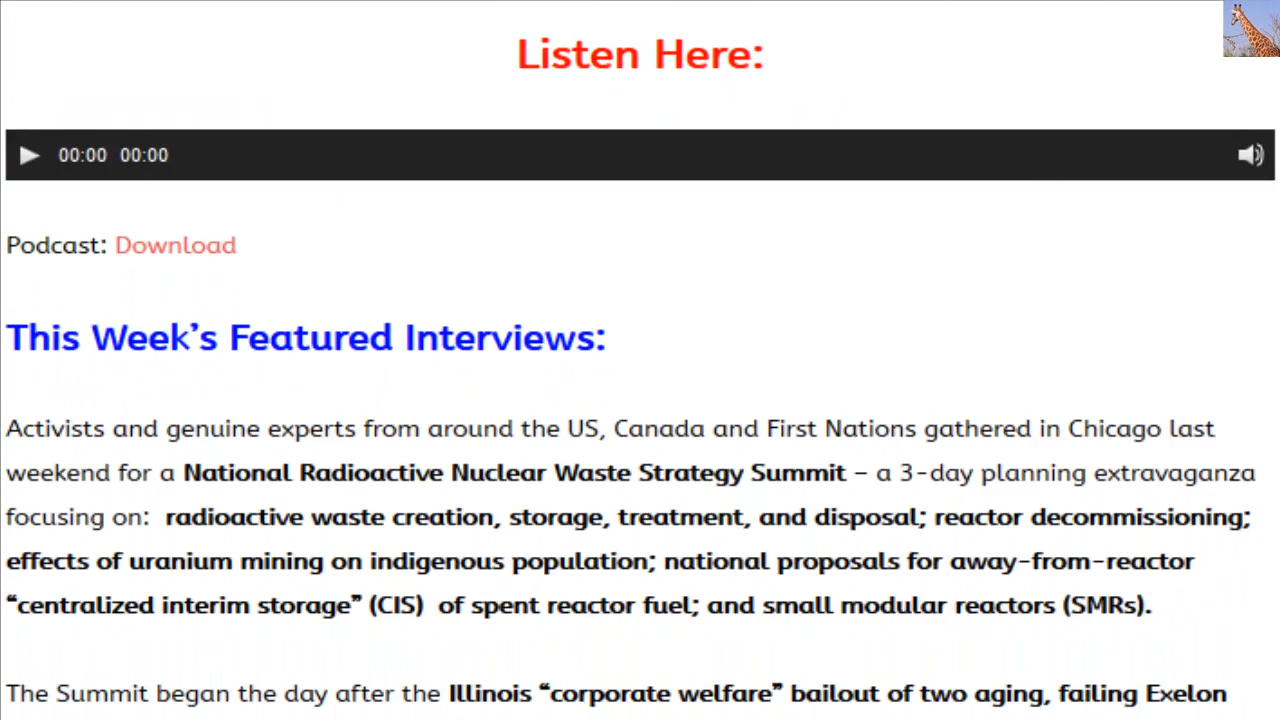 Listen Here:
00:00 00:00
Podcast: Download
This Week’s Featured Interviews:
Activists and genuine experts from around the US, Canada and First Nations gathered in Chicago last
weekend for a National Radioactive Nuclear Waste Strategy Summit – a 3-day planning extravaganza
focusing on:  radioactive waste creation, storage, treatment, and disposal; reactor decommissioning;
effects of uranium mining on indigenous population; national proposals for away-from-reactor
“centralized interim storage” (CIS)  of spent reactor fuel; and small modular reactors (SMRs).
The Summit began the day after the Illinois “corporate welfare” bailout of two aging, failing Exelon